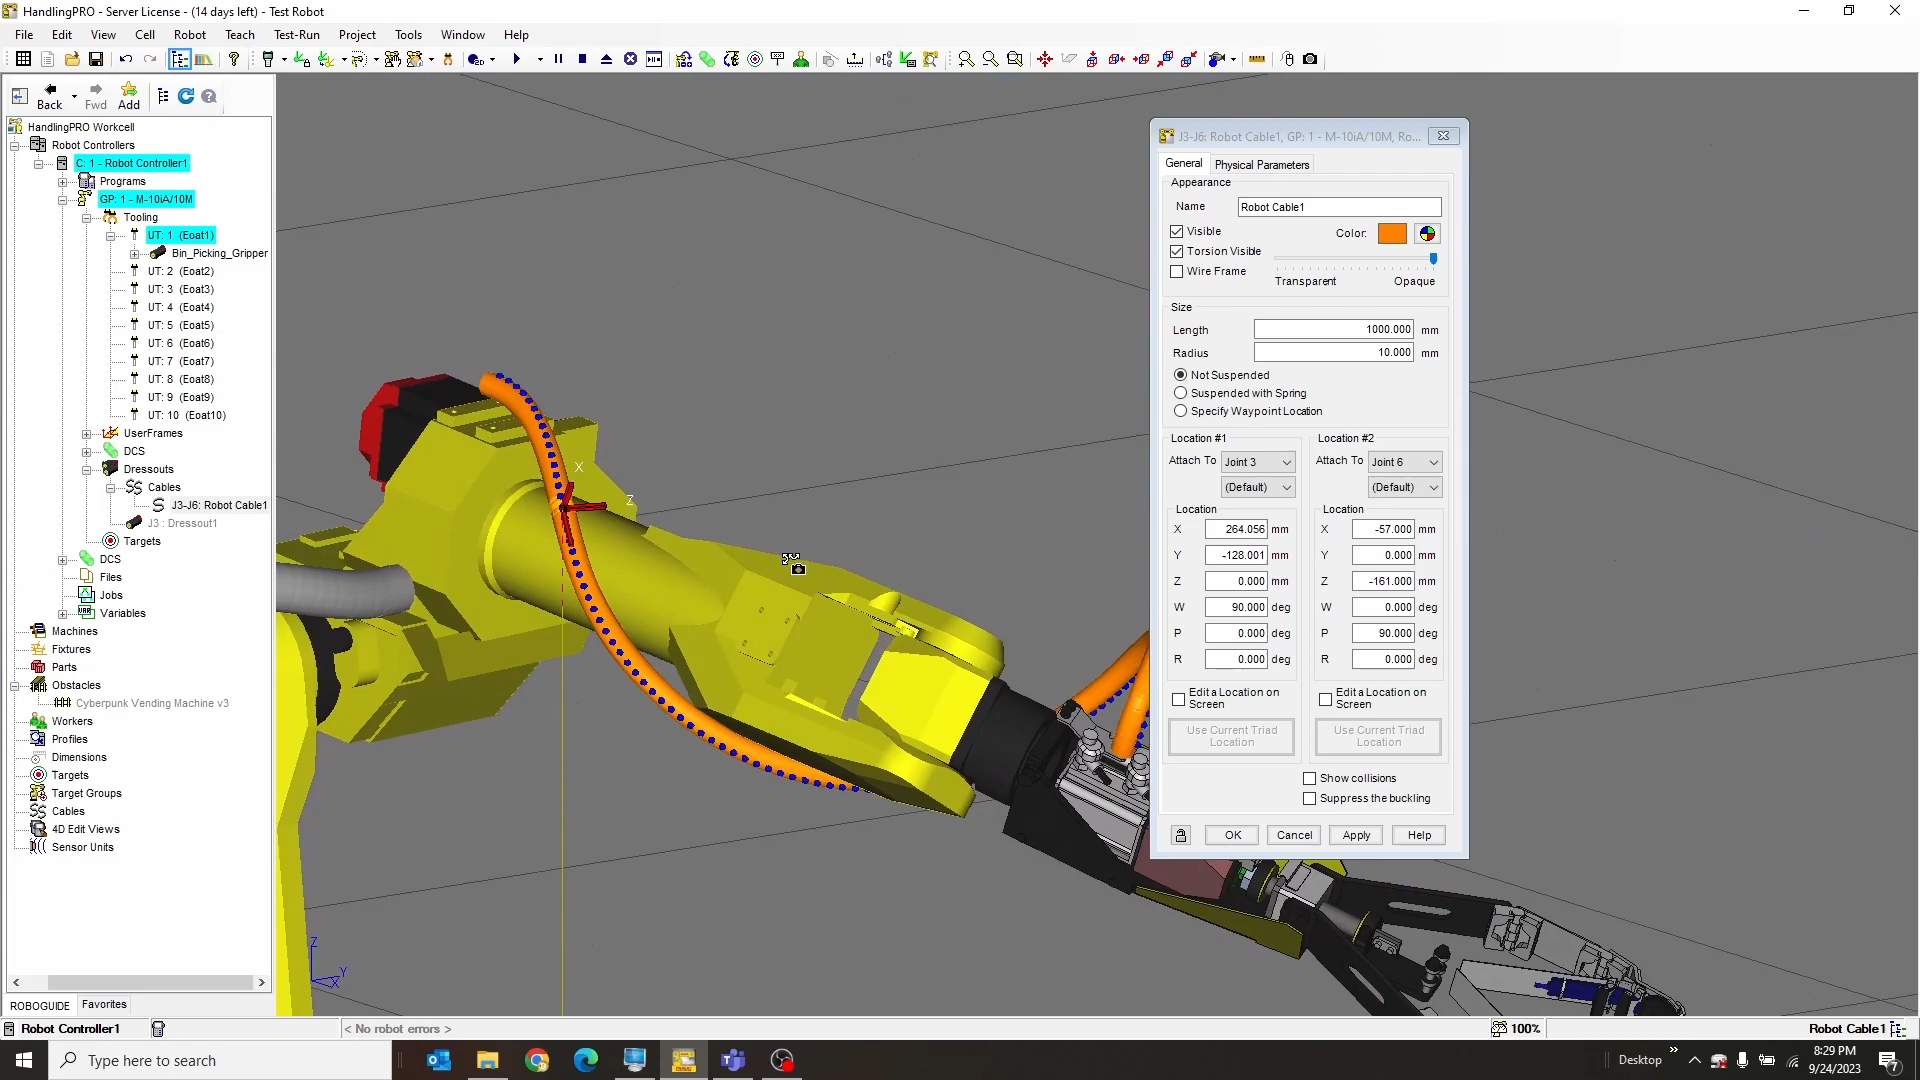 HandlingPRO - Server License - (14 days left) - Test Robot
File Edit View Cell Robot Teach Test-Run Project Tools Window Help
Back Fwd Add
HandlingPRO Workcell
Robot Controllers
C: 1 - Robot Controller1
Programs
GP: 1 - M-10iA/10M
Tooling
UT: 1 (Eoat1)
Bin_Picking_Gripper
UT: 2 (Eoat2)
UT: 3 (Eoat3)
UT: 4 (Eoat4)
UT: 5 (Eoat5)
UT: 6 (Eoat6)
UT: 7 (Eoat7)
UT: 8 (Eoat8)
UT: 9 (Eoat9)
UT: 10 (Eoat10)
UserFrames
DCS
Dressouts
Cables
J3-J6: Robot Cable1
J3 : Dressout1
Targets
DCS
Files
Jobs
Variables
Machines
Fixtures
Parts
Obstacles
Cyberpunk Vending Machine v3
Workers
Profiles
Dimensions
Targets
Target Groups
Cables
4D Edit Views
Sensor Units
ROBOGUIDE Favorites
X
Z
Z
Y
X
J3-J6: Robot Cable1, GP: 1 - M-10iA/10M, Ro...
General Physical Parameters
Appearance
Name Robot Cable1
Visible Color:
Torsion Visible
Wire Frame
Transparent Opaque
Size
Length 1000.000 mm
Radius 10.000 mm
Not Suspended
Suspended with Spring
Specify Waypoint Location
Location #1
Attach To Joint 3
(Default)
Location
X 264.056 mm
Y -128.001 mm
Z 0.000 mm
W 90.000 deg
P 0.000 deg
R 0.000 deg
Edit a Location on
Screen
Use Current Triad
Location
Location #2
Attach To Joint 6
(Default)
Location
X -57.000 mm
Y 0.000 mm
Z -161.000 mm
W 0.000 deg
P 90.000 deg
R 0.000 deg
Edit a Location on
Screen
Use Current Triad
Location
Show collisions
Suppress the buckling
OK Cancel Apply Help
Robot Controller1 < No robot errors > 100% Robot Cable1
Type here to search
Desktop
8:29 PM
9/24/2023
7